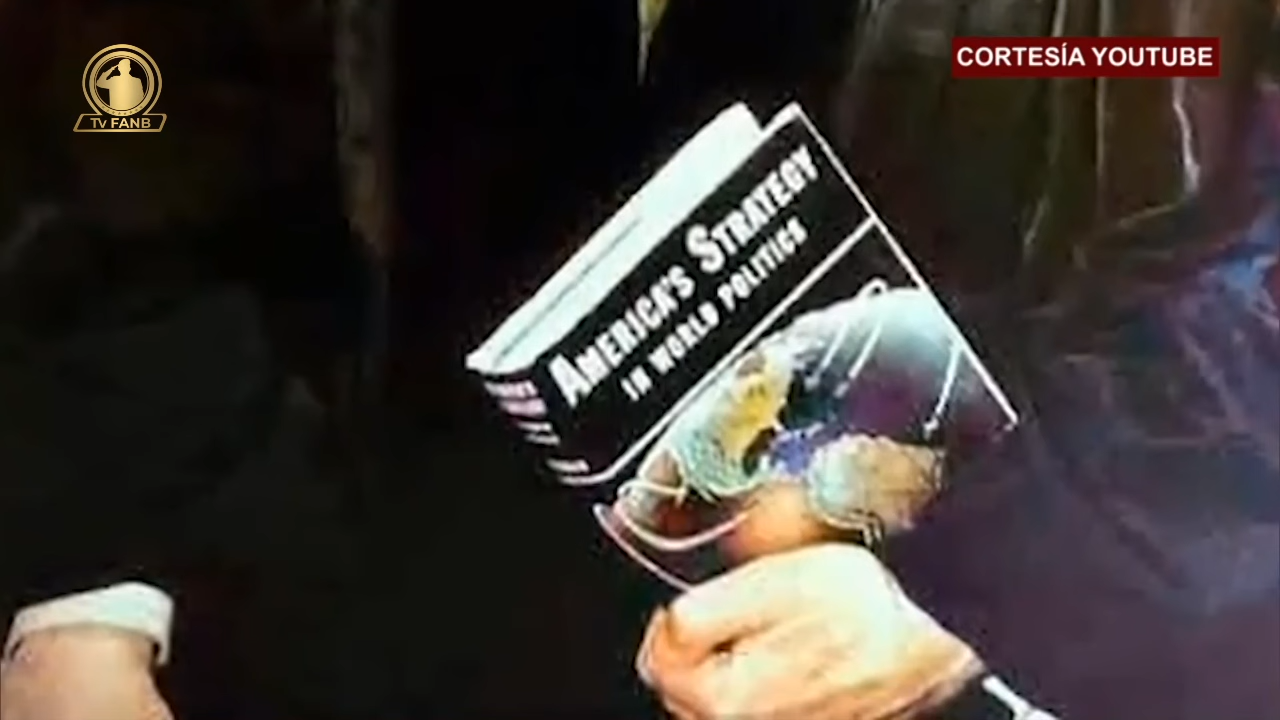 TV FANB
CORTESÍA YOUTUBE
AMERICA'S STRATEGY
IN WORLD POLITICS